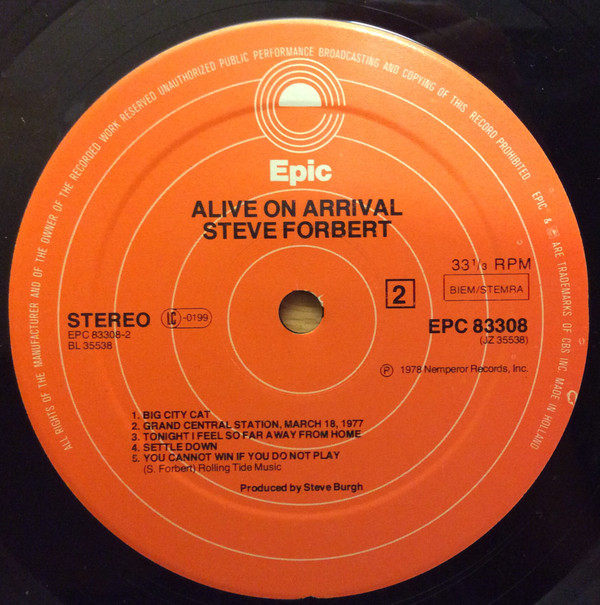 ALL RIGHTS OF THE MANUFACTURER AND OF THE OWNER OF THE RECORDED WORK RESERVED UNAUTHORIZED PUBLIC PERFORMANCE BROADCASTING AND COPYING OF THIS RECORD PROHIBITED. EPIC & ARE TRADEMARKS OF CBS INC MADE IN HOLLAND
Epic
ALIVE ON ARRIVAL
STEVE FORBERT
33 1/3 RPM
2
BIEM/STEMRA
STEREO LC-0199
EPC 83308-2
BL 35538
EPC 83308
(JZ 35538)
Ⓟ 1978 Nemperor Records, Inc.
1. BIG CITY CAT
2. GRAND CENTRAL STATION, MARCH 18, 1977
3. TONIGHT I FEEL SO FAR AWAY FROM HOME
4. SETTLE DOWN
5. YOU CANNOT WIN IF YOU DO NOT PLAY
(S. Forbert) Rolling Tide Music
Produced by Steve Burgh